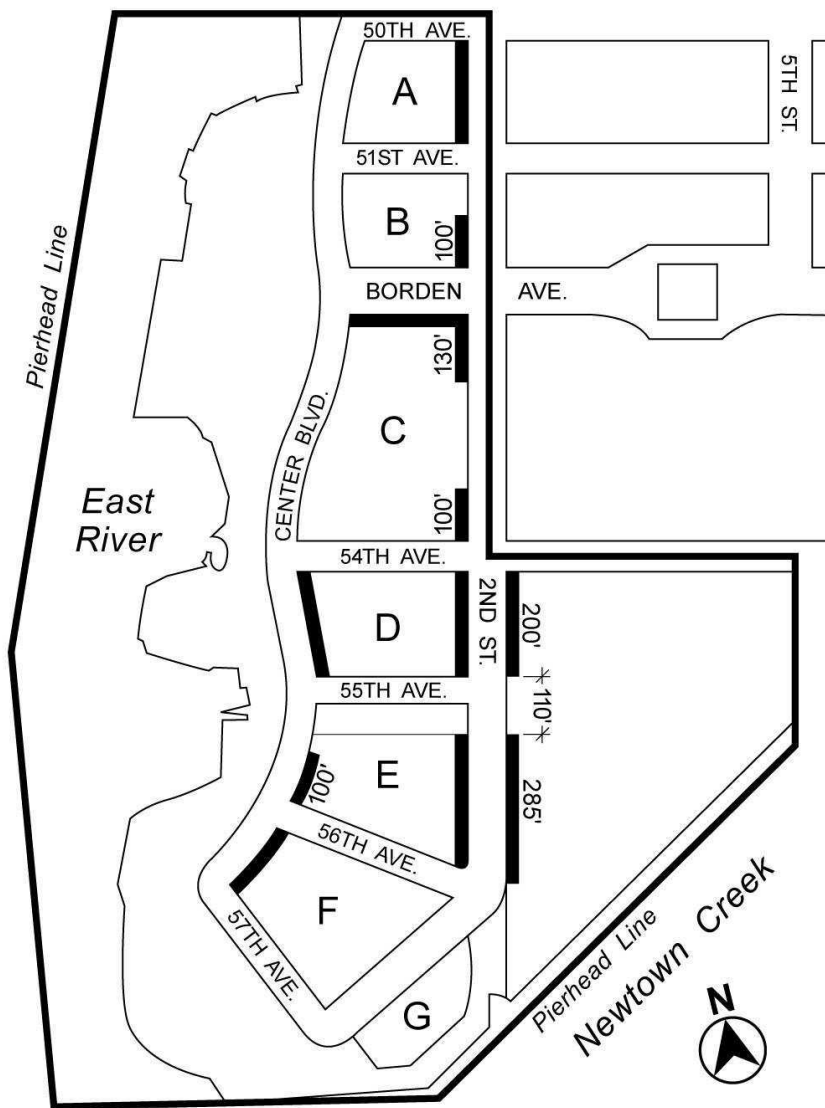 50TH AVE.
A
5TH ST.
51ST AVE.
B
100'
Pierhead Line
BORDEN AVE.
130'
CENTER BLVD.
C
East
River
100'
54TH AVE.
D
2ND ST.
200'
55TH AVE.
110'
E
100'
285'
56TH AVE.
F
57TH AVE.
G
Pierhead Line
Newtown Creek
N